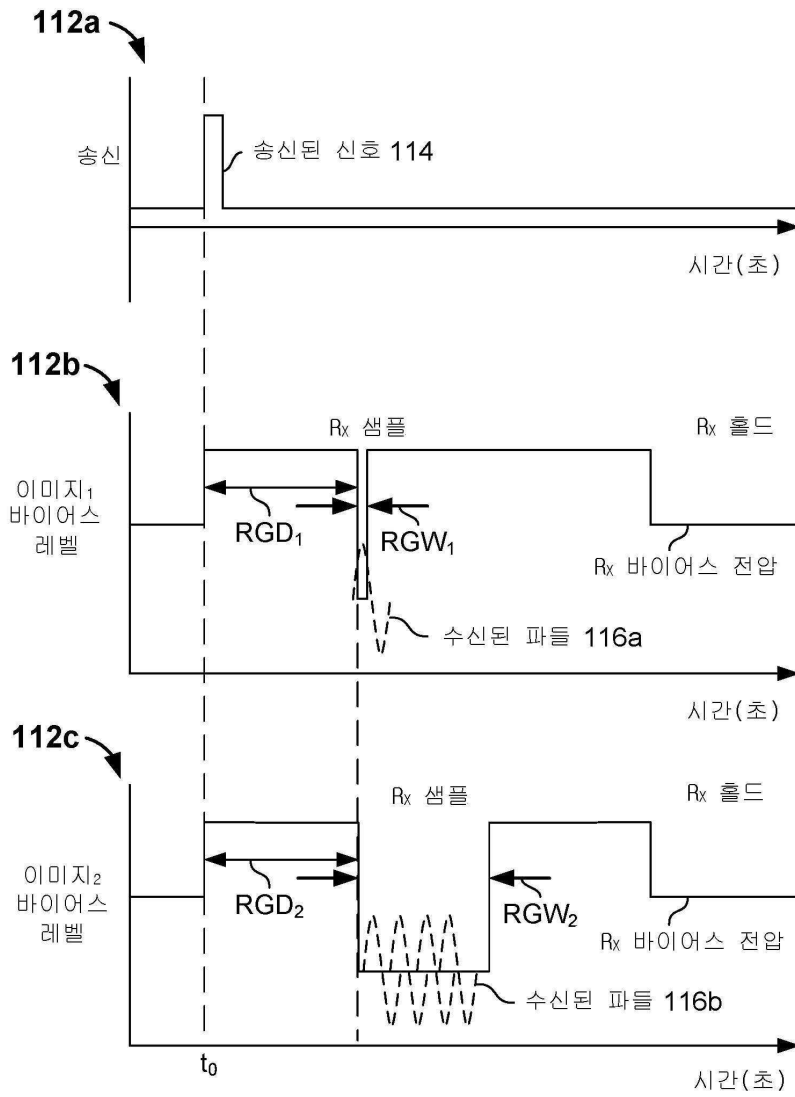 112a
송신
송신된 신호 114
시간(초)
112b
Rx 샘플
Rx 홀드
이미지1
바이어스
레벨
RGD1
RGW1
Rx 바이어스 전압
수신된 파들 116a
시간(초)
112c
Rx 샘플
Rx 홀드
이미지2
바이어스
레벨
RGD2
RGW2
Rx 바이어스 전압
수신된 파들 116b
t0
시간(초)